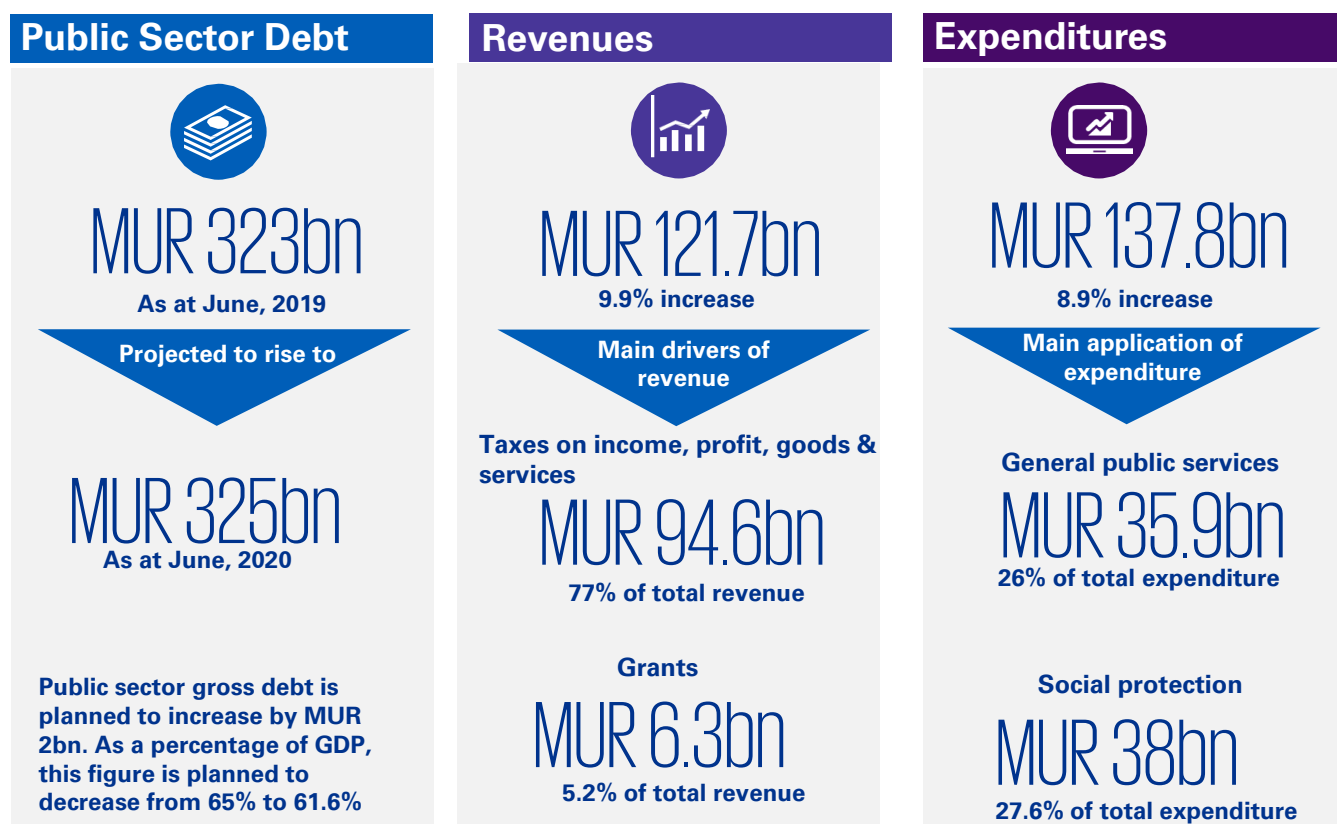 Public Sector Debt
MUR 323bn
As at June, 2019
Projected to rise to
MUR 325bn
As at June, 2020
Public sector gross debt is
planned to increase by MUR
2bn. As a percentage of GDP,
this figure is planned to
decrease from 65% to 61.6%
Revenues
MUR 121.7bn
9.9% increase
Main drivers of
revenue
Taxes on income, profit, goods &
services
MUR 94.6bn
77% of total revenue
Grants
MUR 6.3bn
5.2% of total revenue
Expenditures
MUR 137.8bn
8.9% increase
Main application of
expenditure
General public services
MUR 35.9bn
26% of total expenditure
Social protection
MUR 38bn
27.6% of total expenditure